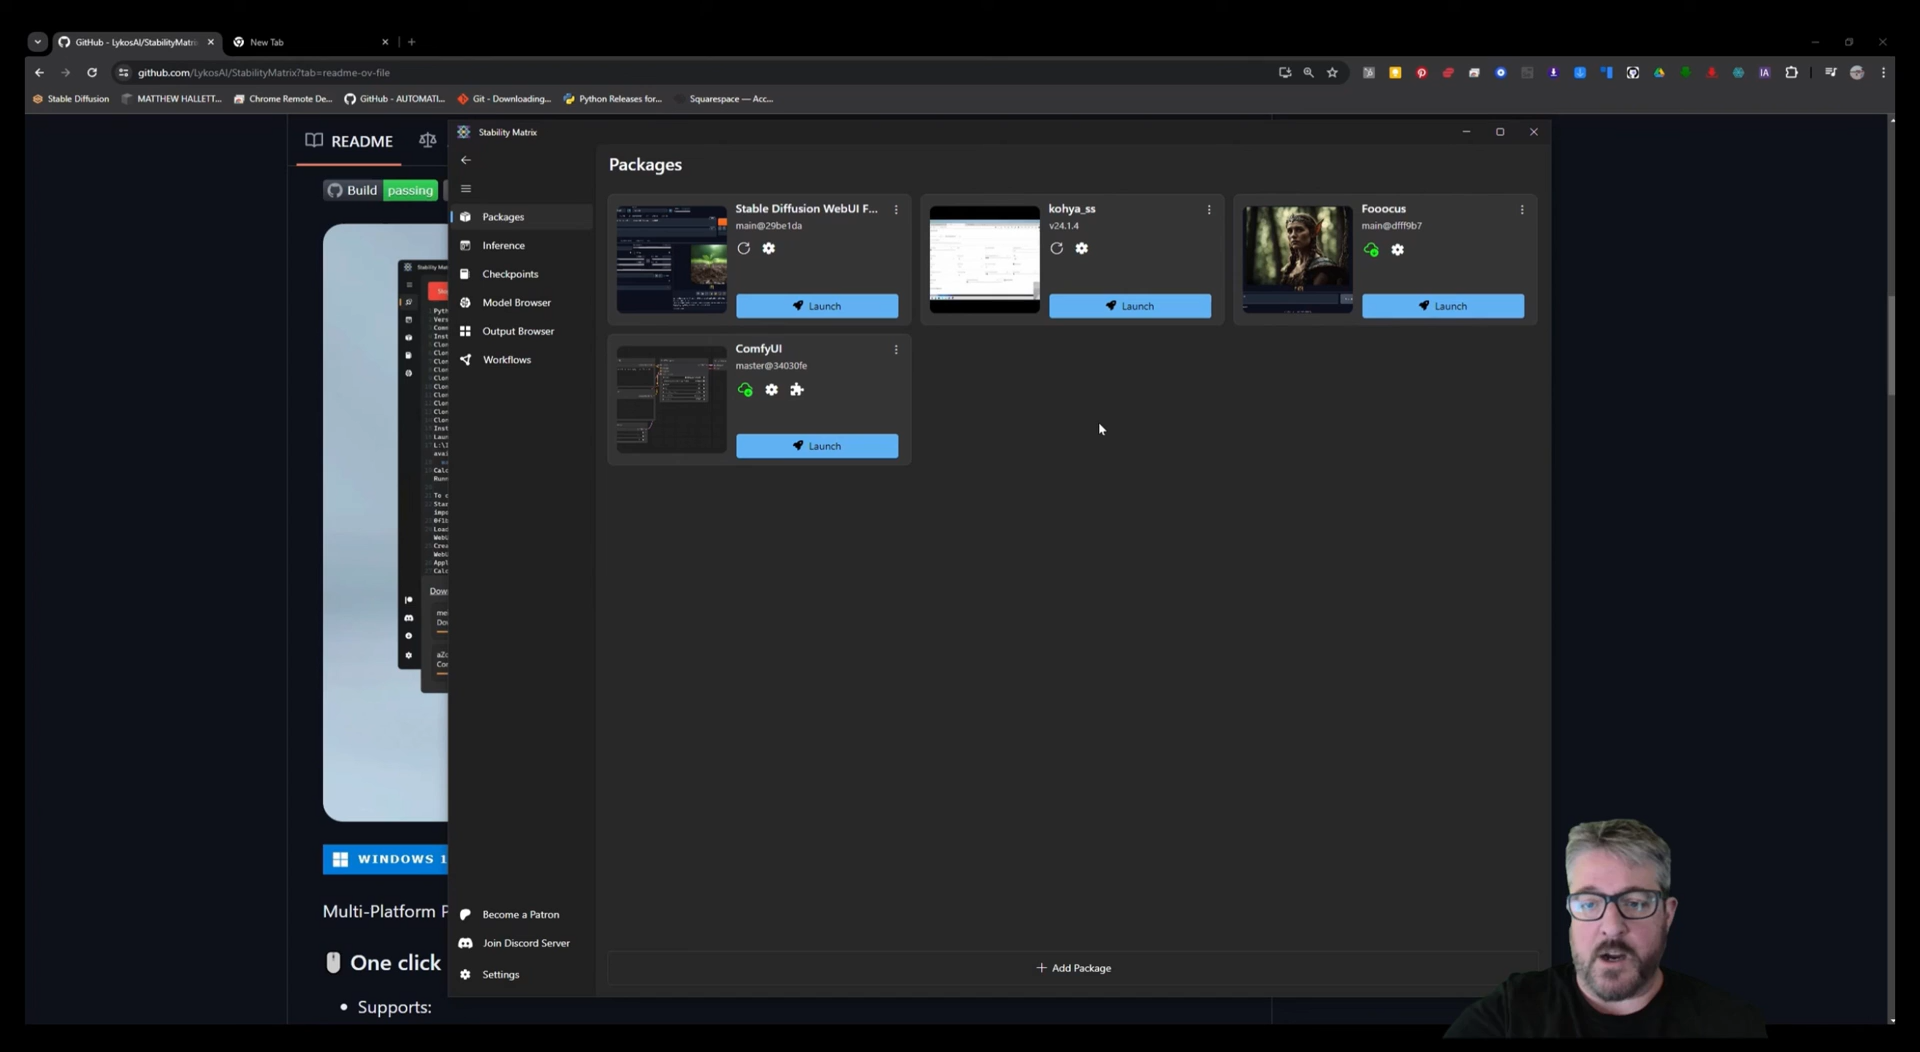 GitHub - LykosAI/StabilityMatri
New Tab
github.com/LykosAI/StabilityMatrix?tab=readme-ov-file
Stable Diffusion
MATTHEW HALLETT...
Chrome Remote De...
GitHub - AUTOMATI...
Git - Downloading...
Python Releases for...
Squarespace — Acc...
README
Build passing
WINDOWS 1
Multi-Platform P
One click
Supports:
Stability Matrix
Packages
Inference
Checkpoints
Model Browser
Output Browser
Workflows
Become a Patron
Join Discord Server
Settings
Packages
Stable Diffusion WebUI F...
main@29be1da
Launch
kohya_ss
v24.1.4
Launch
Fooocus
main@dfff9b7
Launch
ComfyUI
master@34030fe
Launch
+ Add Package